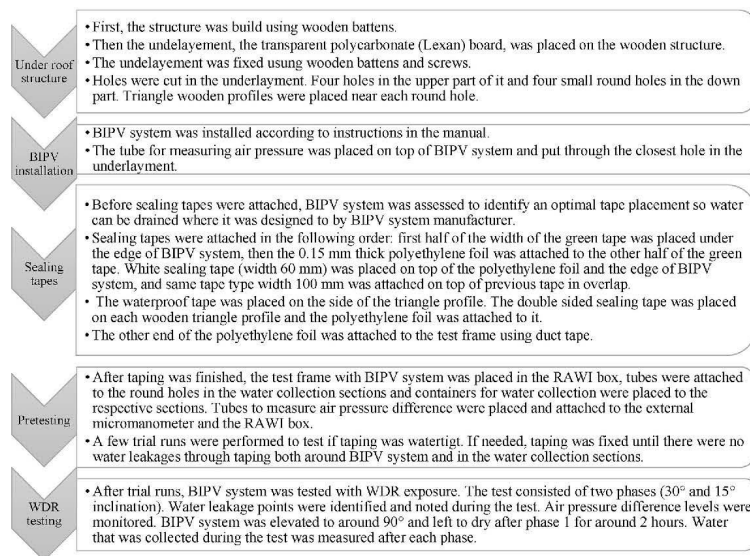 Under roof
structure
• First, the structure was build using wooden battens.
• Then the undelayement, the transparent polycarbonate (Lexan) board, was placed on the wooden structure.
• The undelayement was fixed usung wooden battens and screws.
• Holes were cut in the underlayment. Four holes in the upper part of it and four small round holes in the down
part. Triangle wooden profiles were placed near each round hole.
BIPV
installation
• BIPV system was installed according to instructions in the manual.
• The tube for measuring air pressure was placed on top of BIPV system and put through the closest hole in the
underlayment.
Sealing
tapes
• Before sealing tapes were attached, BIPV system was assessed to identify an optimal tape placement so water
can be drained where it was designed to by BIPV system manufacturer.
• Sealing tapes were attached in the following order: first half of the width of the green tape was placed under
the edge of BIPV system, then the 0.15 mm thick polyethylene foil was attached to the other half of the green
tape. White sealing tape (width 60 mm) was placed on top of the polyethylene foil and the edge of BIPV
system, and same tape type width 100 mm was attached on top of previous tape in overlap.
• The waterproof tape was placed on the side of the triangle profile. The double sided sealing tape was placed
on each wooden triangle profile and the polyethylene foil was attached to it.
• The other end of the polyethylene foil was attached to the test frame using duct tape.
Pretesting
• After taping was finished, the test frame with BIPV system was placed in the RAWI box, tubes were attached
to the round holes in the water collection sections and containers for water collection were placed to the
respective sections. Tubes to measure air pressure difference were placed and attached to the external
micromanometer and the RAWI box.
• A few trial runs were performed to test if taping was watertigt. If needed, taping was fixed until there were no
water leakages through taping both around BIPV system and in the water collection sections.
WDR
testing
• After trial runs, BIPV system was tested with WDR exposure. The test consisted of two phases (30° and 15°
inclination). Water leakage points were identified and noted during the test. Air pressure difference levels were
monitored. BIPV system was elevated to around 90° and left to dry after phase 1 for around 2 hours. Water
that was collected during the test was measured after each phase.